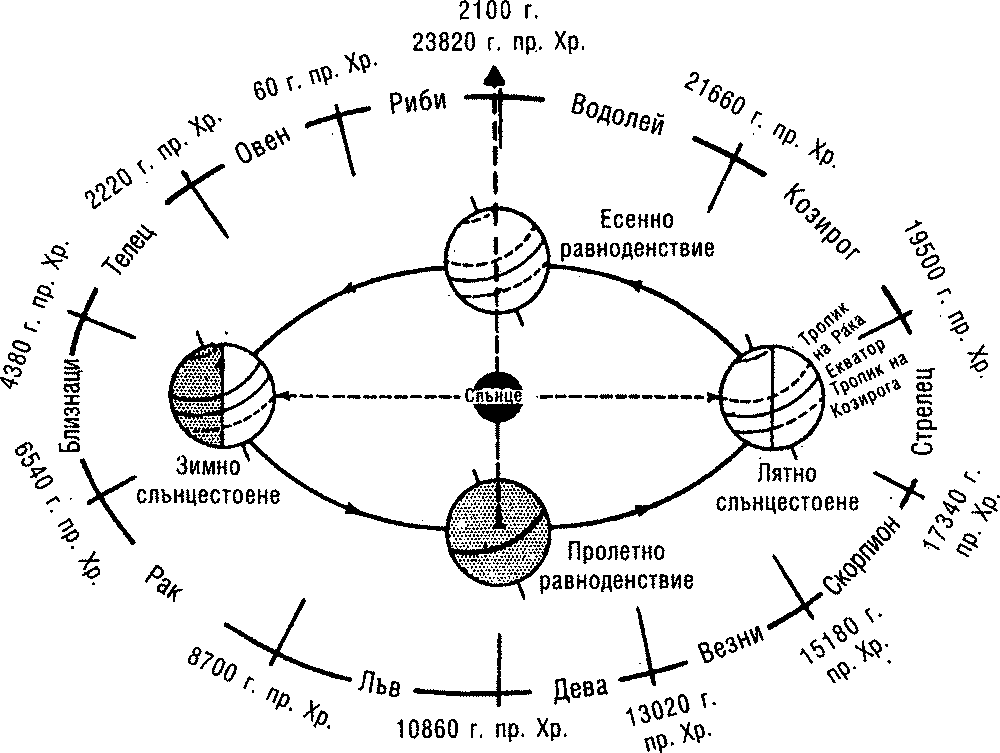 2100 г.
23820 г. пр. Хр.
60 г. пр. Хр.
Риби
Водолей
21660 г. пр. Хр.
Овен
2220 г. пр. Хр.
Козирог
Телец
19500 г. пр. Хр.
Есенно
равноденствие
4380 г. пр. Хр.
Тропик
на Рака
Екватор
Тропик на
Козирога
Близнаци
Слънце
Стрелец
Зимно
слънцестоене
Лятно
слънцестоене
6540 г. пр. Хр.
17340 г.
пр. Хр.
Пролетно
равноденствие
Скорпион
Рак
15180 г.
пр. Хр.
Везни
8700 г. пр. Хр.
Лъв
Дева
10860 г. пр. Хр.
13020 г.
пр. Хр.